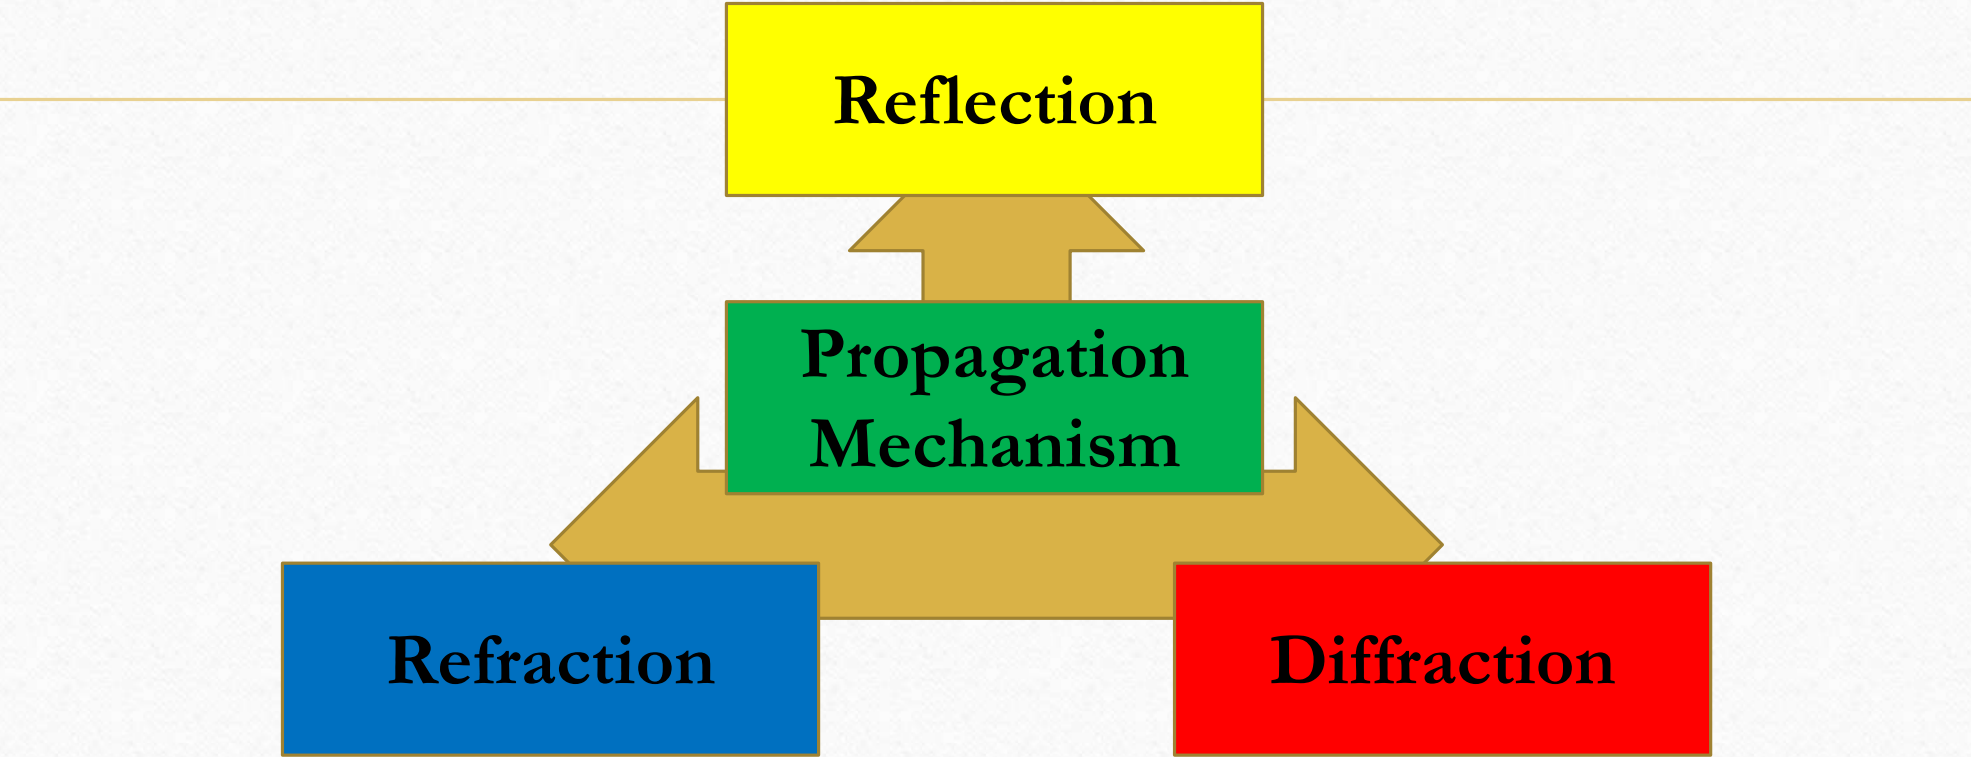 Reflection
Propagation
Mechanism
Refraction
Diffraction